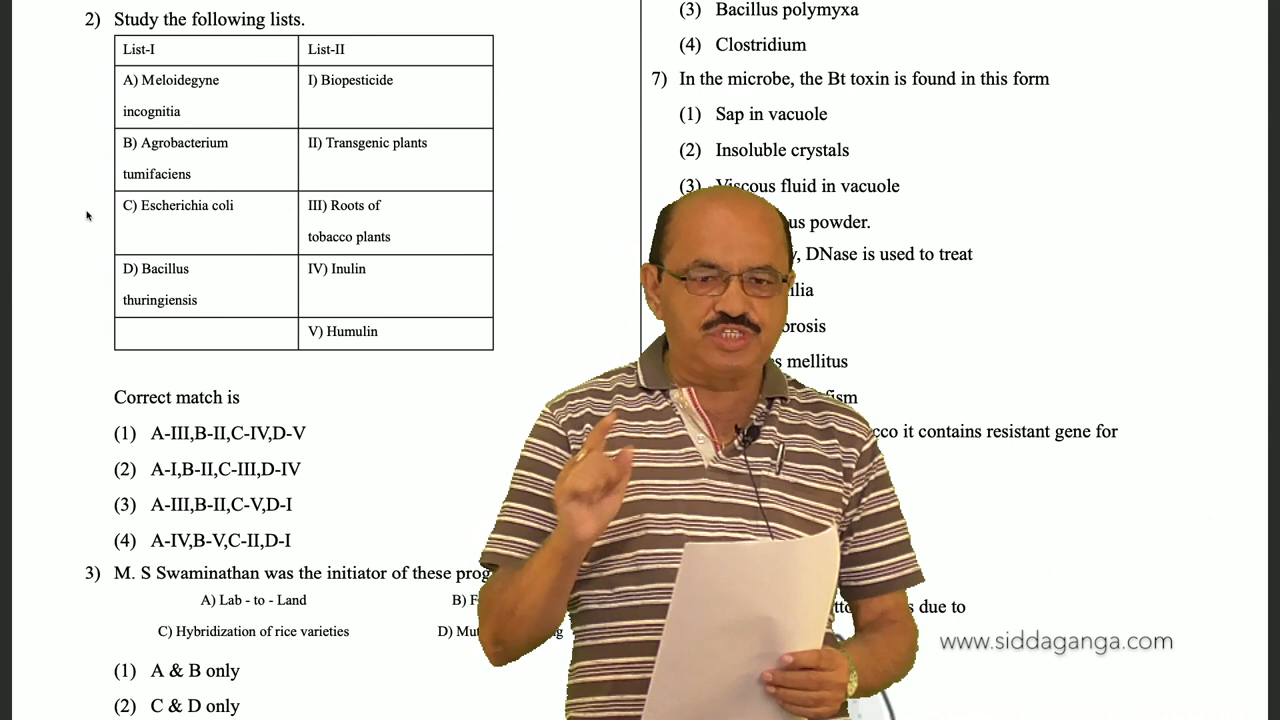 2) Study the following lists.
List-I List-II
A) Meloidegyne
incognitia
I) Biopesticide
B) Agrobacterium
tumifaciens
II) Transgenic plants
C) Escherichia coli
III) Roots of
tobacco plants
D) Bacillus
thuringiensis
IV) Inulin
V) Humulin
Correct match is
(1) A-III,B-II,C-IV,D-V
(2) A-I,B-II,C-III,D-IV
(3) A-III,B-II,C-V,D-I
(4) A-IV,B-V,C-II,D-I
3) M. S Swaminathan was the initiator of these
A) Lab - to - Land
C) Hybridization of rice varieties
(1) A & B only
(2) C & D only
(3) Bacillus polymyxa
(4) Clostridium
7) In the microbe, the Bt toxin is found in this form
(1) Sap in vacuole
(2) Insoluble crystals
(3) Viscous fluid in vacuole
powder.
DNase is used to treat
mellitus
it contains resistant gene for
due to
www.siddaganga.com